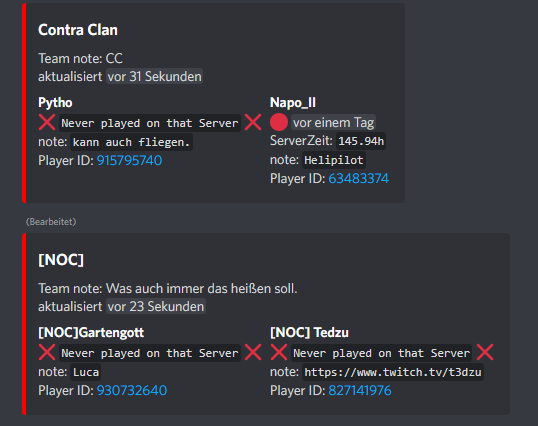 Contra Clan
Team note: CC
aktualisiert vor 31 Sekunden
Pytho
Never played on that Server
note: kann auch fliegen.
Player ID: 915795740
Napo_II
vor einem Tag
ServerZeit: 145.94h
note: Helipilot
Player ID: 63483374
(Bearbeitet)
[NOC]
Team note: Was auch immer das heißen soll.
aktualisiert vor 23 Sekunden
[NOC]Gartengott
Never played on that Server
note: Luca
Player ID: 930732640
[NOC] Tedzu
Never played on that Server
note: https://www.twitch.tv/t3dzu
Player ID: 827141976